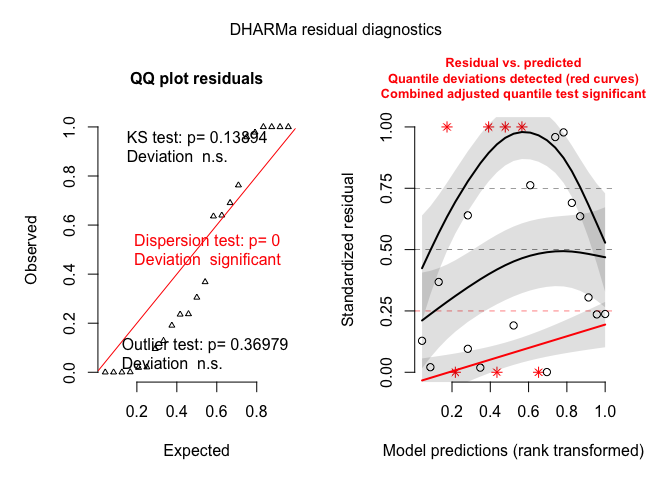 DHARMa residual diagnostics
QQ plot residuals
KS test: p= 0.13894
Deviation n.s.
Dispersion test: p= 0
Deviation significant
Outlier test: p= 0.36979
Deviation n.s.
Observed
0.0
0.2
0.4
0.6
0.8
1.0
0.2
0.4
0.6
0.8
Expected
Residual vs. predicted
Quantile deviations detected (red curves)
Combined adjusted quantile test significant
Standardized residual
0.00
0.25
0.50
0.75
1.00
0.2
0.4
0.6
0.8
1.0
Model predictions (rank transformed)